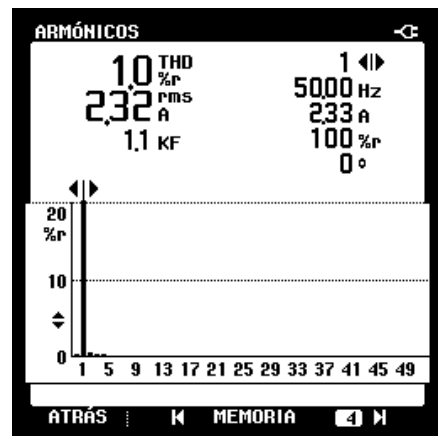 ARMÓNICOS
1,0 THD %r
2,32 rms A
1,1 KF
1
50,00 Hz
2,33 A
100 %r
0 °
20
%r
10
0
1 5 9 13 17 21 25 29 33 37 41 45 49
ATRÁS MEMORIA 4